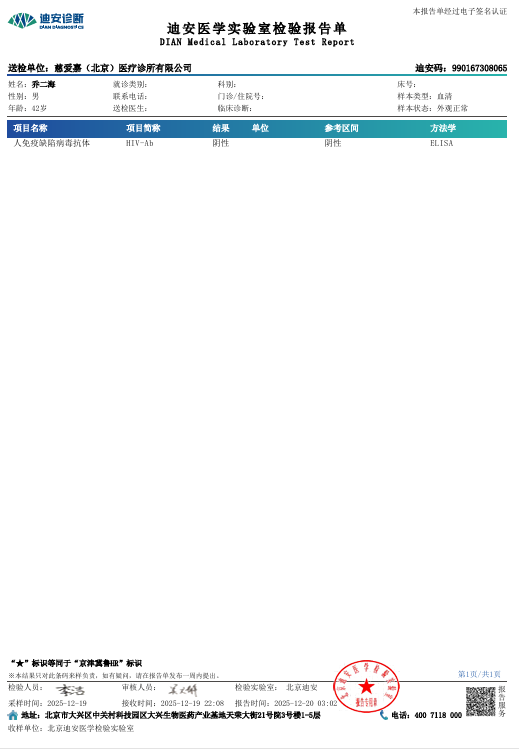 本报告单经过电子签名认证
迪安诊断
DIAN DIAGNOSTICS
迪安医学实验室检验报告单
DIAN Medical Laboratory Test Report
送检单位：慈爱嘉（北京）医疗诊所有限公司 迪安码：990167308065
姓名：乔二海 就诊类别： 科别： 床号：
性别：男 联系电话： 门诊/住院号： 样本类型：血清
年龄：42岁 送检医生： 临床诊断： 样本状态：外观正常
项目名称 项目简称 结果 单位 参考区间 方法学
人免疫缺陷病毒抗体 HIV-Ab 阴性 阴性 ELISA
“★”标识等同于“京津冀鲁HR”标识
※本结果只对此条码来样负责，如有疑问，请在报告单发布一周内提出。 第1页/共1页
检验人员： 审核人员： 检验实验室： 北京迪安
采样时间：2025-12-19 接收时间：2025-12-19 22:08 报告时间：2025-12-20 03:02
报告服务
报告专用章
地址：北京市大兴区中关村科技园区大兴生物医药产业基地天荣大街21号院3号楼1-5层 电话：400 7118 000
收样单位：北京迪安医学检验实验室